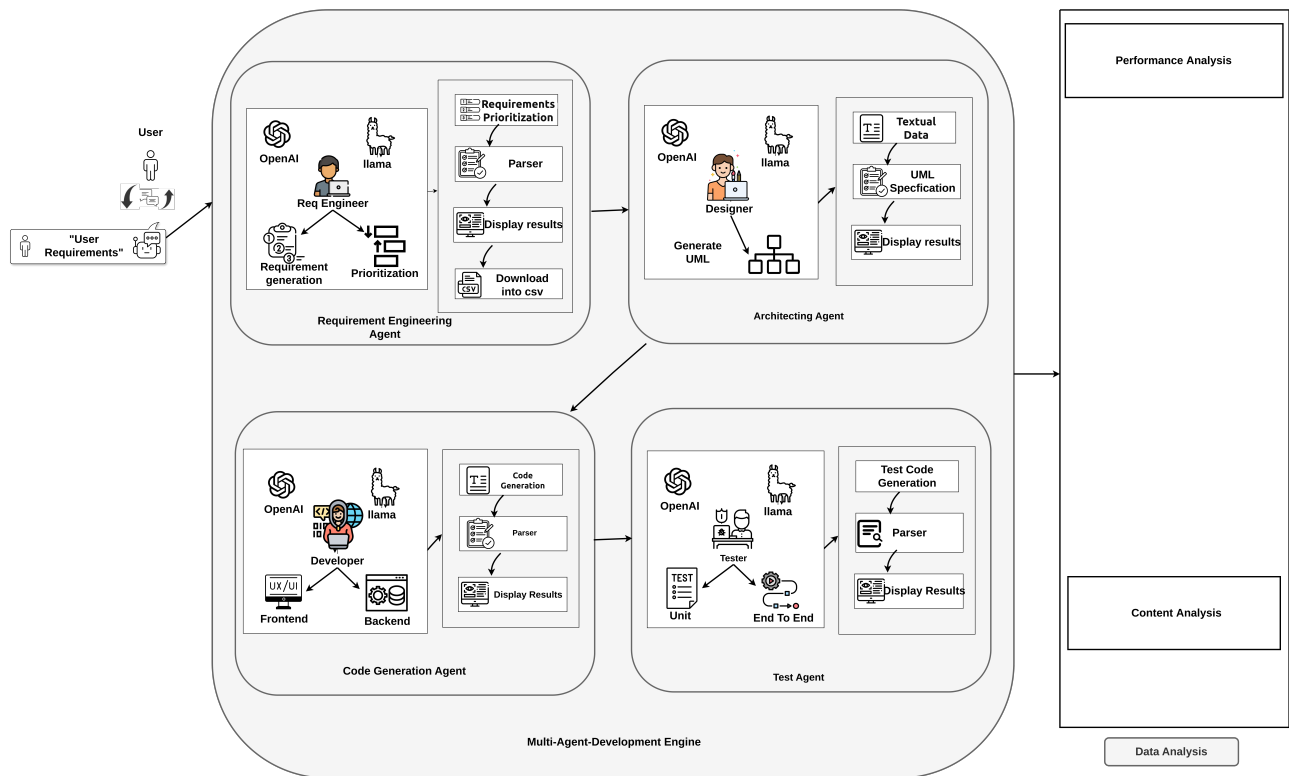 User
"User
Requirements"
OpenAI
llama
Req Engineer
Requirement
generation
Prioritization
Requirements
Prioritization
Parser
Display results
CSV
Download
into csv
Requirement Engineering
Agent
OpenAI
llama
Designer
Generate
UML
Textual
Data
UML
Specfication
Display results
Architecting Agent
OpenAI
llama
Developer
UX/UI
Frontend
Backend
Code
Generation
Parser
Display Results
Code Generation Agent
OpenAI
llama
Tester
TEST
Unit
End To End
Test Code
Generation
Parser
Display Results
Test Agent
Multi-Agent-Development Engine
Performance Analysis
Content Analysis
Data Analysis